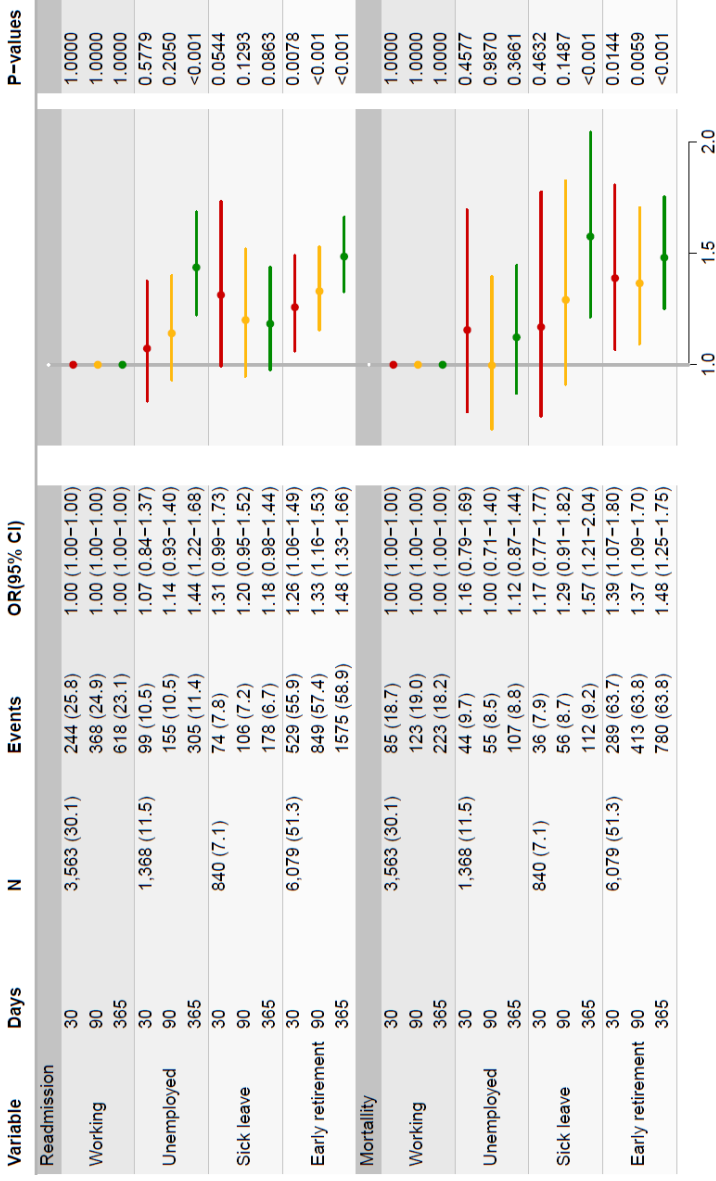 Variable Days N Events OR(95% CI) P-values
Readmission
Working 30 3,563 (30.1) 244 (25.8) 1.00 (1.00−1.00) 1.0000
90 368 (24.9) 1.00 (1.00−1.00) 1.0000
365 618 (23.1) 1.00 (1.00−1.00) 1.0000
Unemployed 30 1,368 (11.5) 99 (10.5) 1.07 (0.84−1.37) 0.5779
90 155 (10.5) 1.14 (0.93−1.40) 0.2050
365 305 (11.4) 1.44 (1.22−1.68) <0.001
Sick leave 30 840 (7.1) 74 (7.8) 1.31 (0.99−1.73) 0.0544
90 106 (7.2) 1.20 (0.95−1.52) 0.1293
365 178 (6.7) 1.18 (0.98−1.44) 0.0863
Early retirement 30 6,079 (51.3) 529 (55.9) 1.26 (1.06−1.49) 0.0078
90 849 (57.4) 1.33 (1.16−1.53) <0.001
365 1575 (58.9) 1.48 (1.33−1.66) <0.001
Mortallity
Working 30 3,563 (30.1) 85 (18.7) 1.00 (1.00−1.00) 1.0000
90 123 (19.0) 1.00 (1.00−1.00) 1.0000
365 223 (18.2) 1.00 (1.00−1.00) 1.0000
Unemployed 30 1,368 (11.5) 44 (9.7) 1.16 (0.79−1.69) 0.4577
90 55 (8.5) 1.00 (0.71−1.40) 0.9870
365 107 (8.8) 1.12 (0.87−1.44) 0.3661
Sick leave 30 840 (7.1) 36 (7.9) 1.17 (0.77−1.77) 0.4632
90 56 (8.7) 1.29 (0.91−1.82) 0.1487
365 112 (9.2) 1.57 (1.21−2.04) <0.001
Early retirement 30 6,079 (51.3) 289 (63.7) 1.39 (1.07−1.80) 0.0144
90 413 (63.8) 1.37 (1.09−1.70) 0.0059
365 780 (63.8) 1.48 (1.25−1.75) <0.001
1.0 1.5 2.0